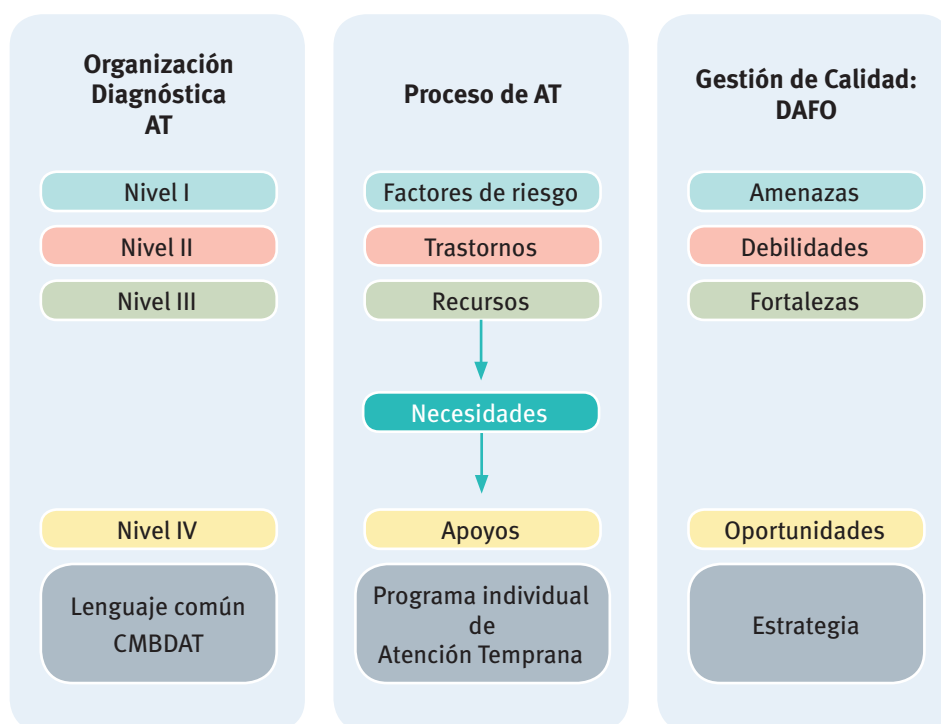 Organización
Diagnóstica
AT
Nivel I
Nivel II
Nivel III
Nivel IV
Lenguaje común
CMBDAT
Proceso de AT
Factores de riesgo
Trastornos
Recursos
Necesidades
Apoyos
Programa individual
de
Atención Temprana
Gestión de Calidad:
DAFO
Amenazas
Debilidades
Fortalezas
Oportunidades
Estrategia